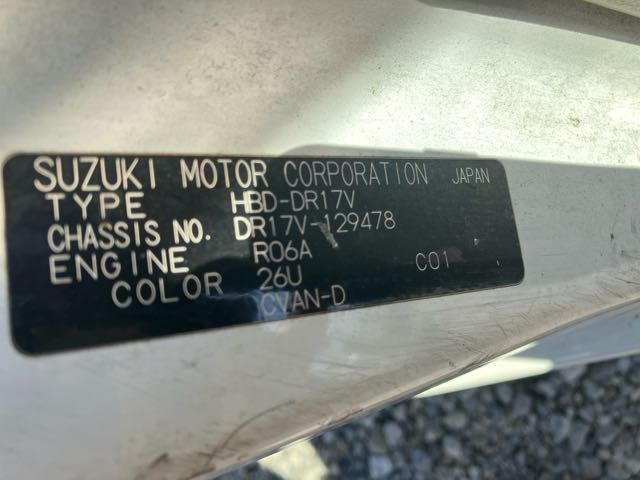 SUZUKI MOTOR CORPORATION JAPAN
TYPE HBD-DR17V
CHASSIS NO. DR17V-129478
ENGINE R06A
COLOR 26U C01
CVAN-D